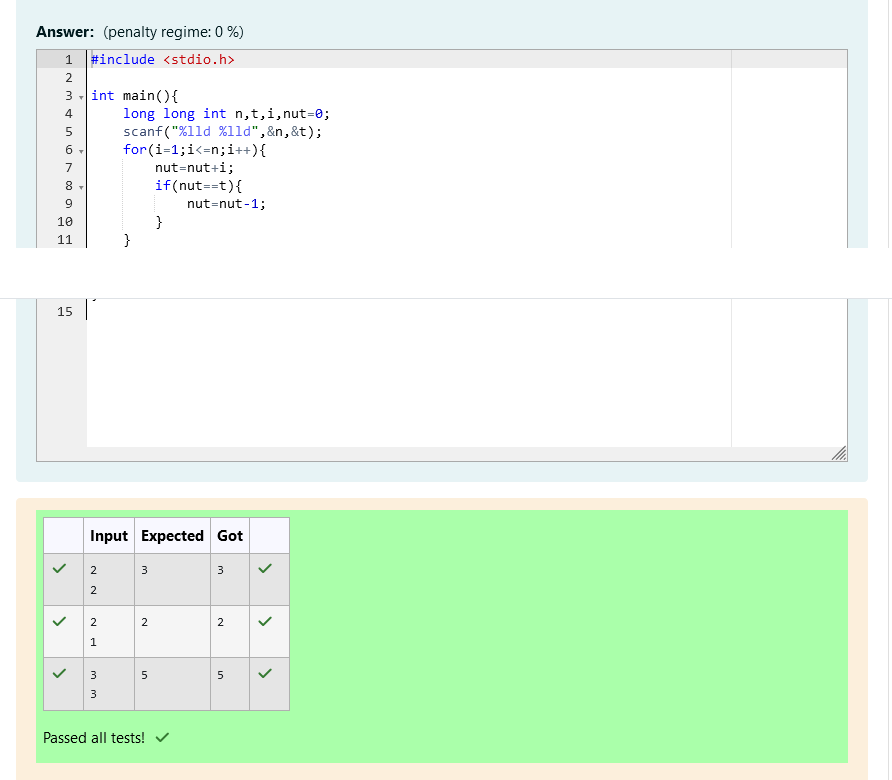 Answer: (penalty regime: 0 %)
1 #include <stdio.h>
2
3 int main(){
4     long long int n,t,i,nut=0;
5     scanf("%lld %lld",&n,&t);
6     for(i=1;i<=n;i++){
7         nut=nut+i;
8         if(nut==t){
9             nut=nut-1;
10         }
11     }
15
Input Expected Got
2 3 3
2
2 2 2
1
3 5 5
3
Passed all tests!